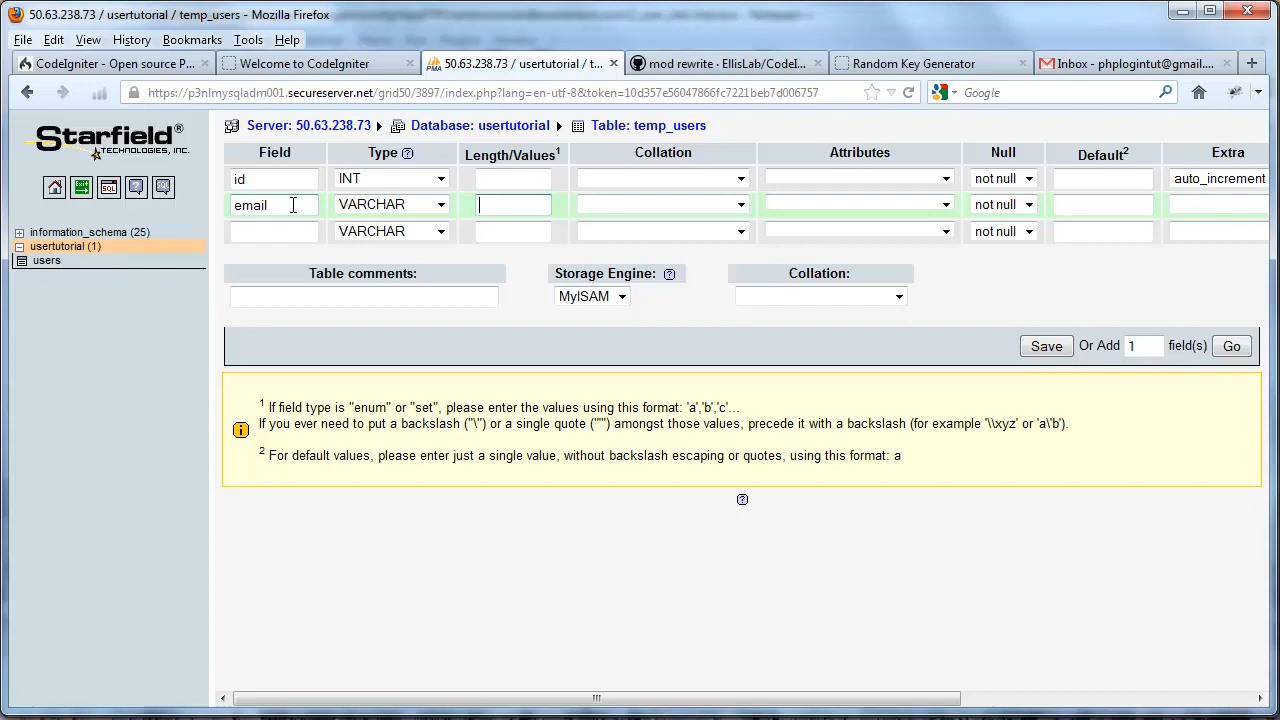 50.63.238.73 / usertutorial / temp_users - Mozilla Firefox
File Edit View History Bookmarks Tools Help
CodeIgniter - Open source P... Welcome to CodeIgniter 50.63.238.73 / usertutorial / t... mod rewrite · EllisLab/CodeI... Random Key Generator Inbox - phplogintut@gmail....
https://p3nlmysqladm001.secureserver.net/grid50/3897/index.php?lang=en-utf-8&token=10d357e5047866fc7221be1d7d006757 Google
Starfield®
TECHNOLOGIES, INC.
SQL
information_schema (25)
usertutorial (1)
users
Server: 50.63.238.73 Database: usertutorial Table: temp_users
Field Type Length/Values1 Collation Attributes Null Default2 Extra
id INT not null auto_increment
email VARCHAR not null
VARCHAR not null
Table comments: Storage Engine: Collation:
MyISAM
Save Or Add 1 field(s) Go
1 If field type is "enum" or "set", please enter the values using this format: 'a','b','c'...
If you ever need to put a backslash ("\") or a single quote ("'") amongst those values, precede it with a backslash (for example '\\xyz' or 'a\'b').
2 For default values, please enter just a single value, without backslash escaping or quotes, using this format: a